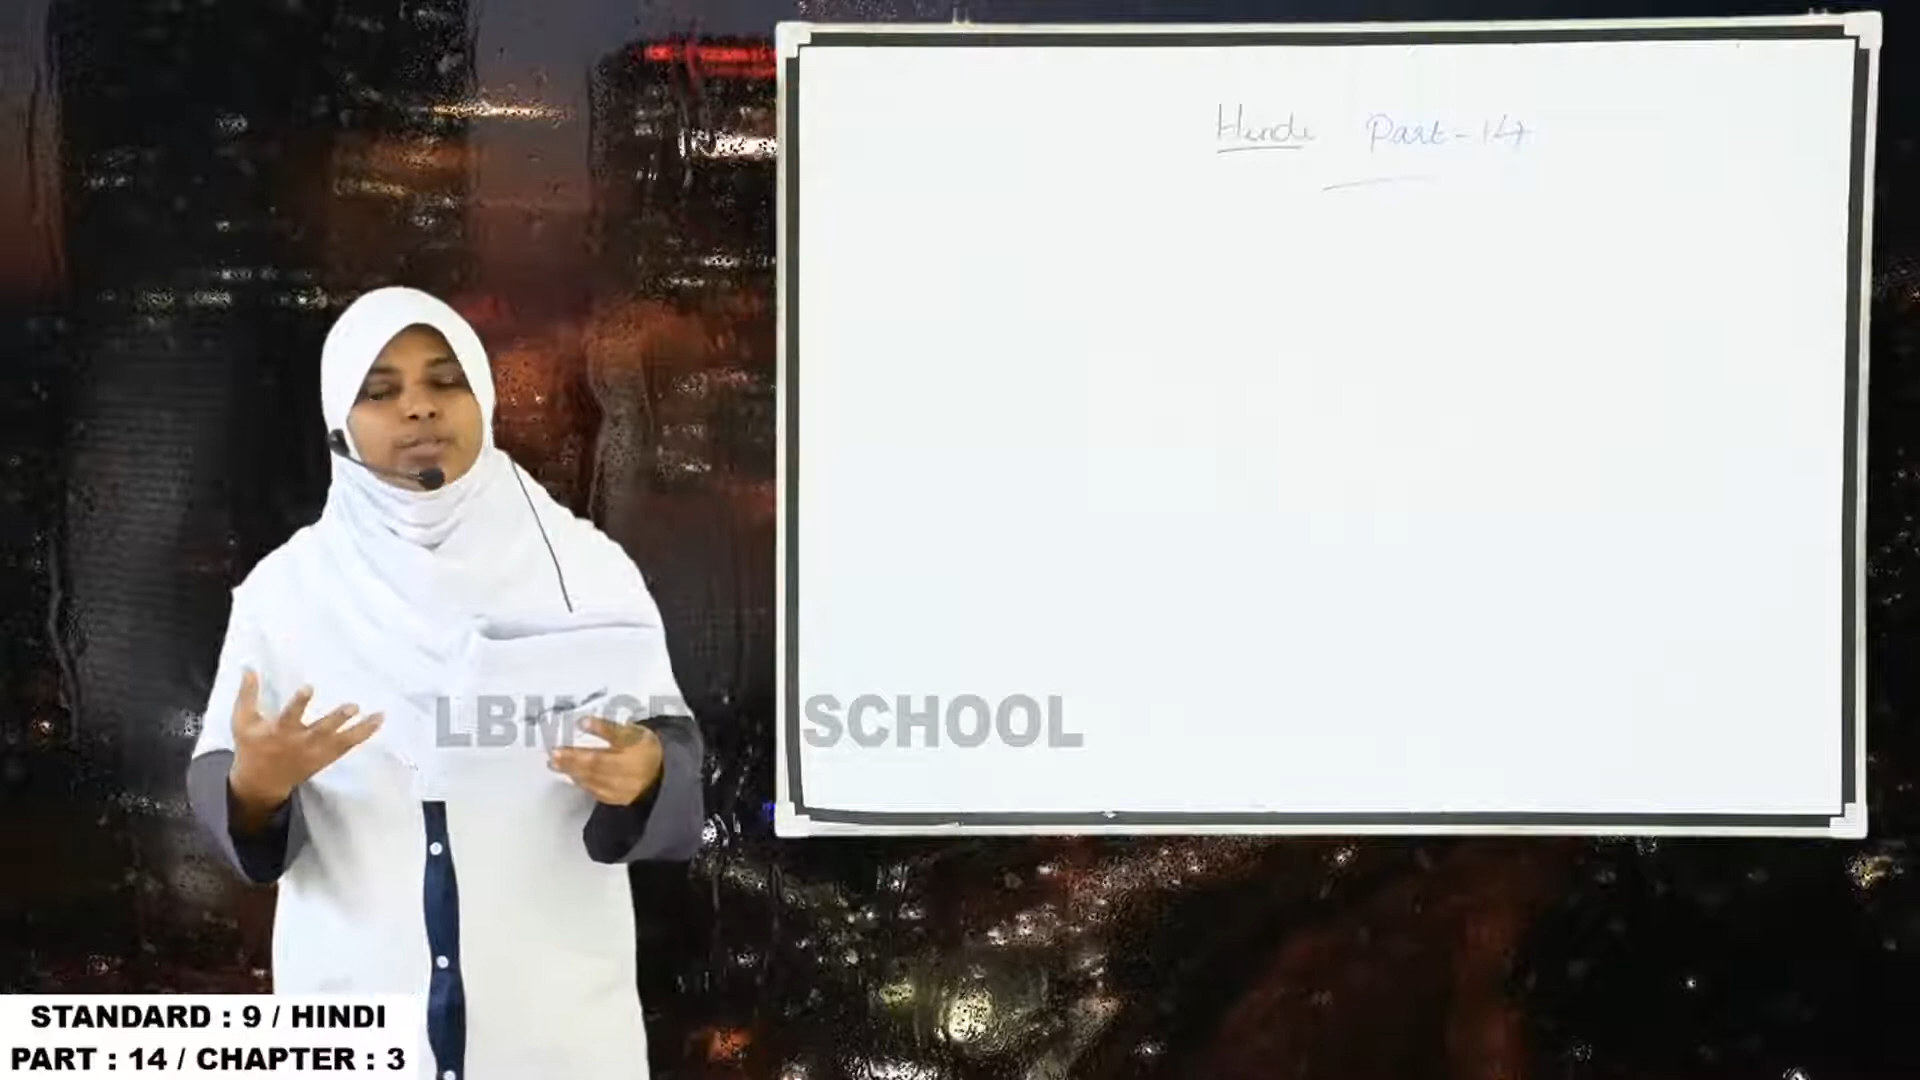 Hindi Part - 14
LBM SCHOOL
STANDARD : 9 / HINDI
PART : 14 / CHAPTER : 3